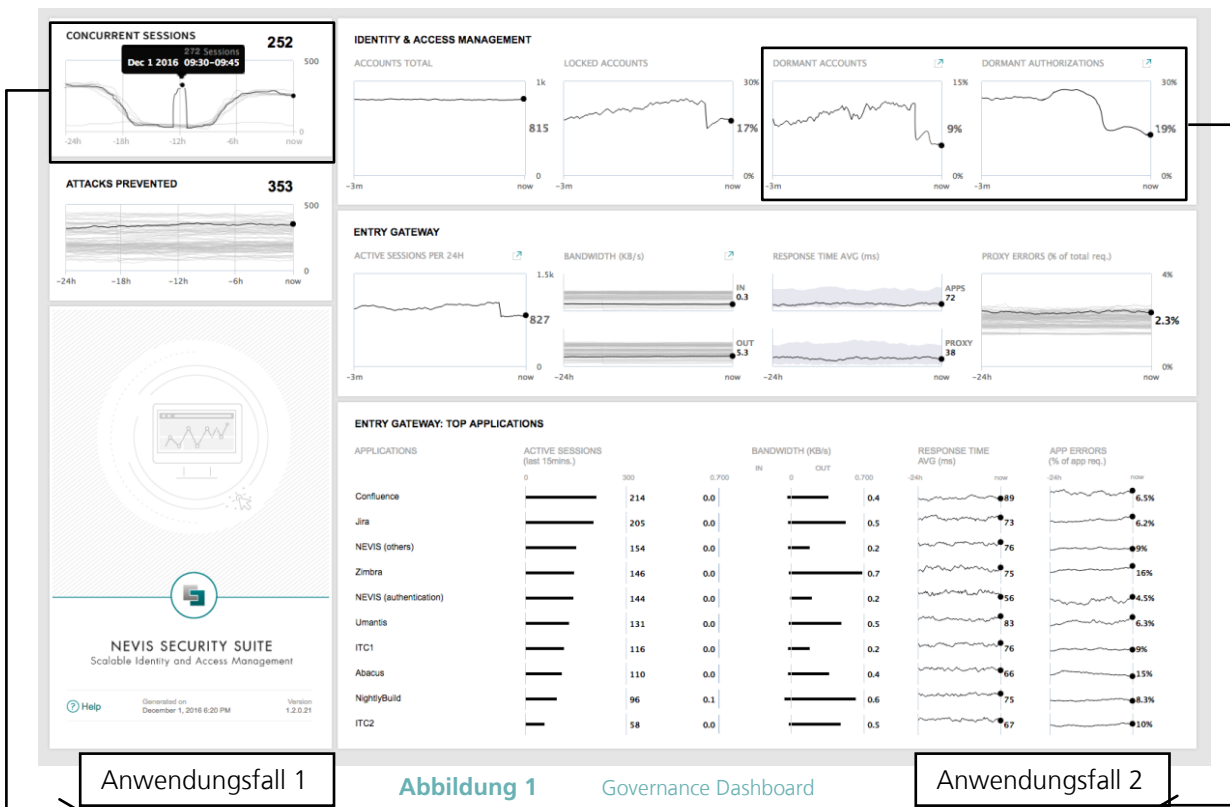 CONCURRENT SESSIONS 252
272 Sessions
Dec 1 2016 09:30-09:45
500
0
-24h -18h -12h -6h now
ATTACKS PREVENTED 353
500
0
-24h -18h -12h -6h now
NEVIS SECURITY SUITE
Scalable Identity and Access Management
? Help
Generated on
December 1, 2016 6:20 PM
Version
1.2.0.21
IDENTITY & ACCESS MANAGEMENT
ACCOUNTS TOTAL
1k
815
0
-3m now
LOCKED ACCOUNTS
30%
17%
0%
-3m now
DORMANT ACCOUNTS
15%
9%
0%
-3m now
DORMANT AUTHORIZATIONS
30%
19%
0%
-3m now
ENTRY GATEWAY
ACTIVE SESSIONS PER 24H
1.5k
827
0
-3m now
BANDWIDTH (KB/s)
IN
0.3
OUT
5.3
-24h now
RESPONSE TIME AVG (ms)
APPS
72
PROXY
38
-24h now
PROXY ERRORS (% of total req.)
4%
2.3%
0%
-24h now
ENTRY GATEWAY: TOP APPLICATIONS
APPLICATIONS ACTIVE SESSIONS BANDWIDTH (KB/s) RESPONSE TIME APP ERRORS
(last 15mins.) IN OUT AVG (ms) (% of app req.)
0 300 0.700 0 0.700 -24h now -24h now
Confluence 214 0.0 0.4 89 6.5%
Jira 205 0.0 0.5 73 6.2%
NEVIS (others) 154 0.0 0.2 76 9%
Zimbra 146 0.0 0.7 75 16%
NEVIS (authentication) 144 0.0 0.2 56 4.5%
Umantis 131 0.0 0.5 83 6.3%
ITC1 116 0.0 0.2 76 9%
Abacus 110 0.0 0.4 66 15%
NightlyBuild 96 0.1 0.6 75 8.3%
ITC2 58 0.0 0.5 67 10%
Anwendungsfall 1
Abbildung 1 Governance Dashboard
Anwendungsfall 2